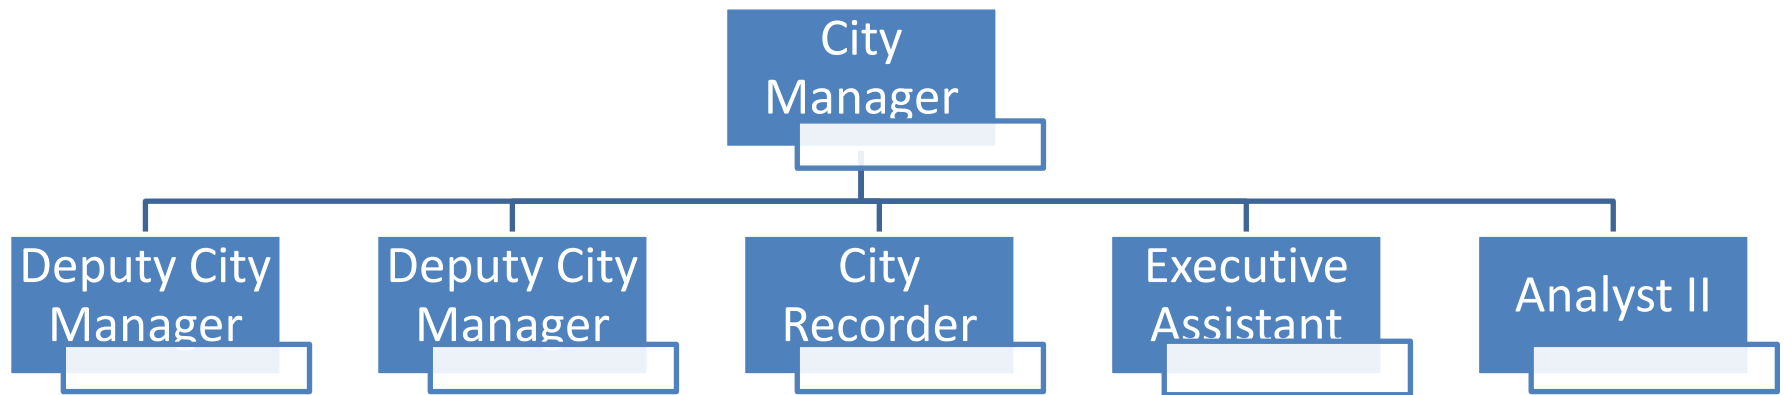 City
Manager
Deputy City
Manager
Deputy City
Manager
City
Recorder
Executive
Assistant
Analyst II